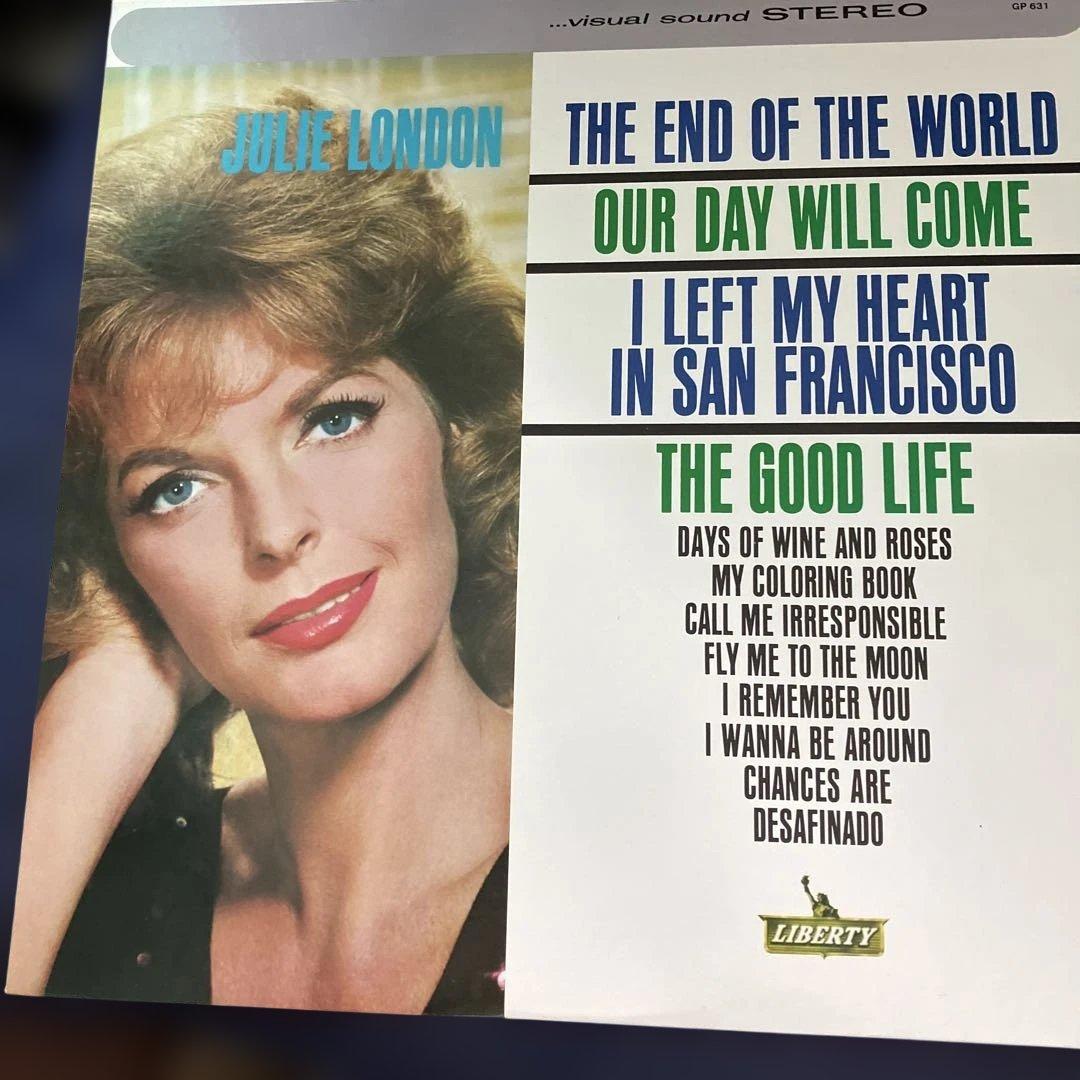 ...visual sound STEREO
GP 631
JULIE LONDON
THE END OF THE WORLD
OUR DAY WILL COME
I LEFT MY HEART
IN SAN FRANCISCO
THE GOOD LIFE
DAYS OF WINE AND ROSES
MY COLORING BOOK
CALL ME IRRESPONSIBLE
FLY ME TO THE MOON
I REMEMBER YOU
I WANNA BE AROUND
CHANCES ARE
DESAFINADO
LIBERTY